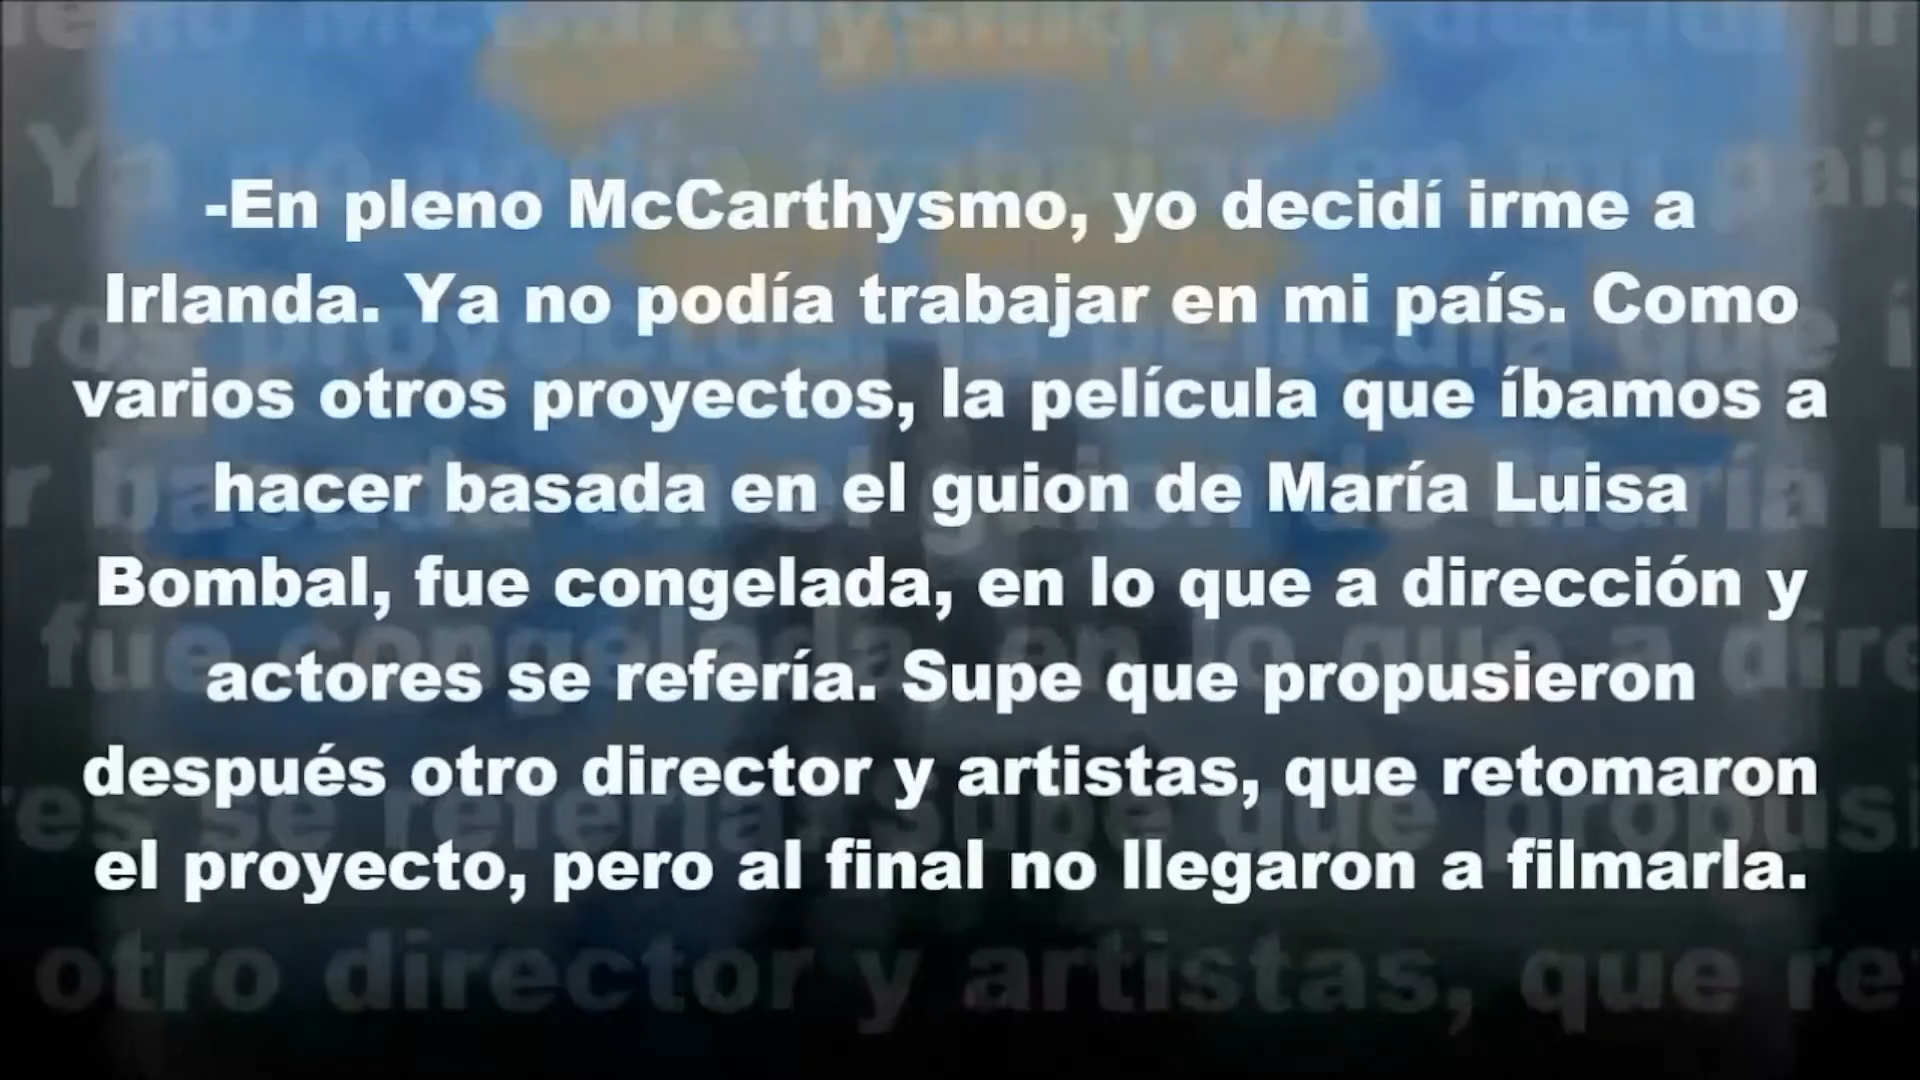 -En pleno McCarthysmo, yo decidí irme a
Irlanda. Ya no podía trabajar en mi país. Como
varios otros proyectos, la película que íbamos a
hacer basada en el guion de María Luisa
Bombal, fue congelada, en lo que a dirección y
actores se refería. Supe que propusieron
después otro director y artistas, que retomaron
el proyecto, pero al final no llegaron a filmarla.